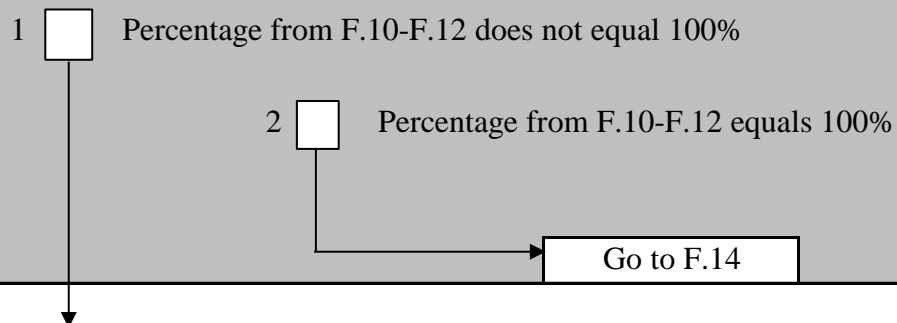 1 Percentage from F.10-F.12 does not equal 100%
2 Percentage from F.10-F.12 equals 100%
Go to F.14